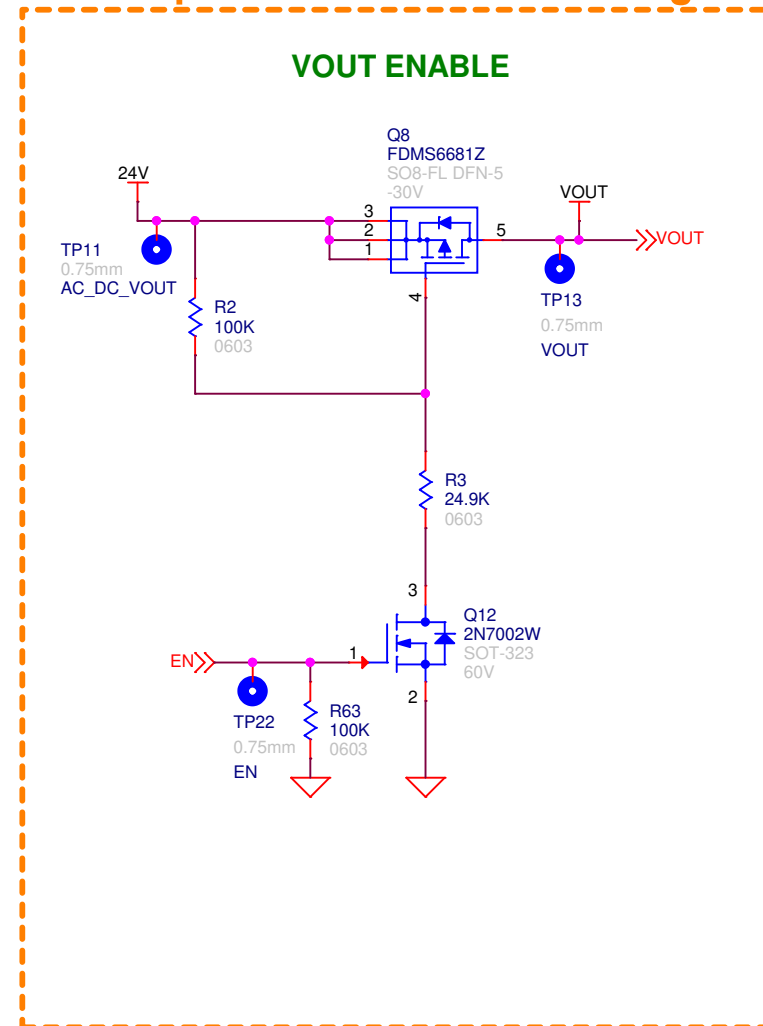 VOUT ENABLE
Q8
FDMS6681Z
SO8-FL DFN-5
-30V
24V
VOUT
3
2
1
5
VOUT
4
TP11
0.75mm
AC_DC_VOUT
TP13
0.75mm
VOUT
R2
100K
0603
R3
24.9K
0603
3
Q12
2N7002W
SOT-323
60V
EN
1
2
TP22
0.75mm
EN
R63
100K
0603